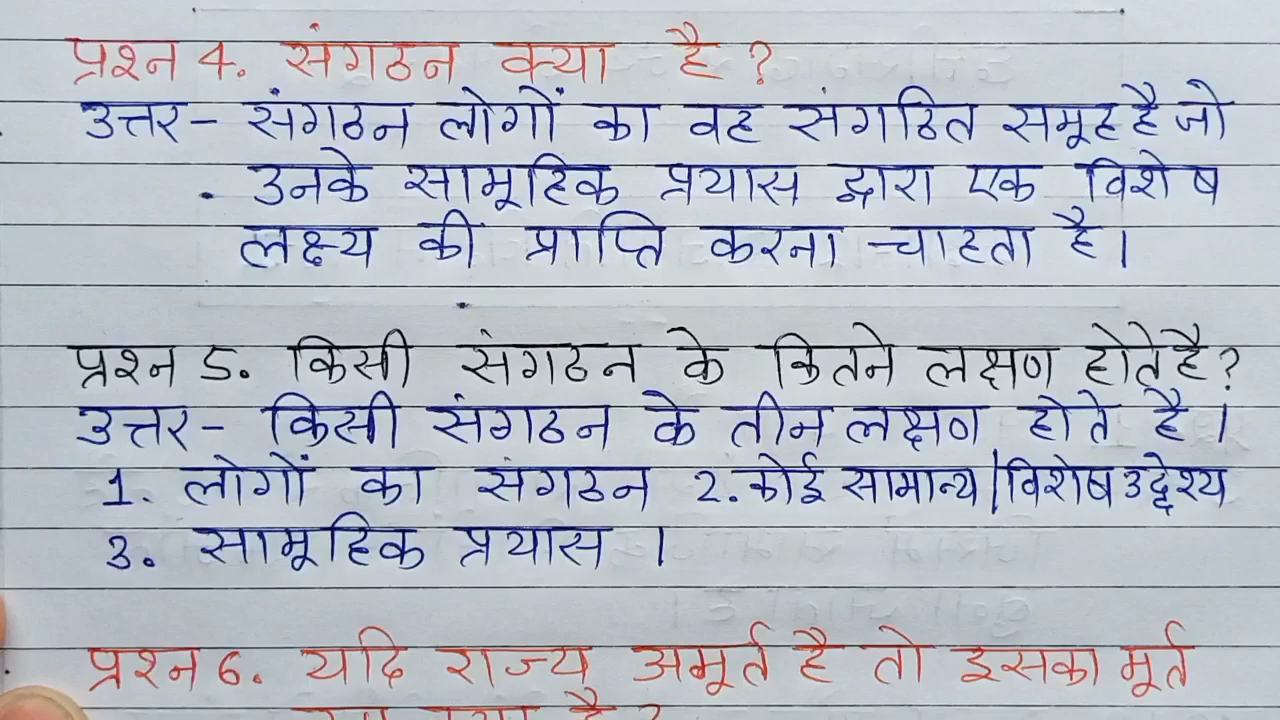 प्रश्न 4. संगठन क्या है ?
उत्तर - संगठन लोगों का वह संगठित समूह है जो
उनके सामूहिक प्रयास द्वारा एक विशेष
लक्ष्य की प्राप्ति करना चाहता है।
प्रश्न 5. किसी संगठन के कितने लक्षण होते है ?
उत्तर - किसी संगठन के तीन लक्षण होते है ।
1. लोगों का संगठन 2. कोई सामान्य/विशेष उद्देश्य
3. सामूहिक प्रयास ।
प्रश्न 6. यदि राज्य अमूर्त है तो इसका मूर्त
है ?